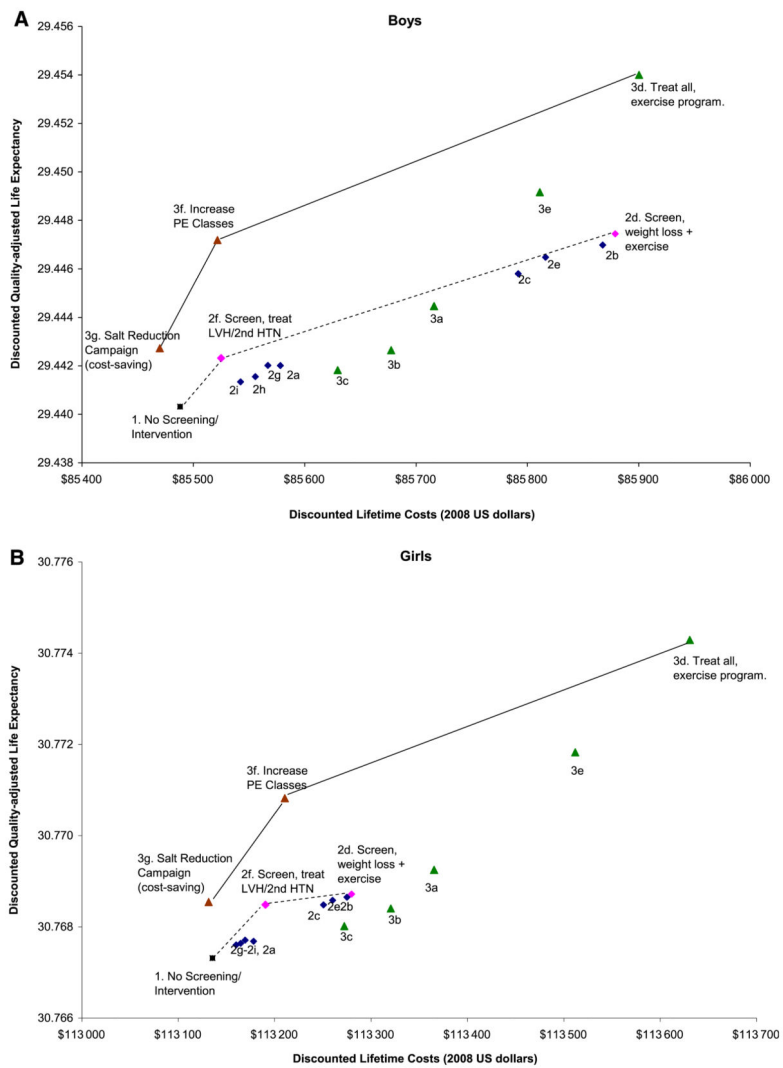 A
Boys
29.456
29.454
29.452
29.450
29.448
29.446
29.444
29.442
29.440
29.438
Discounted Quality-adjusted Life Expectancy
3d. Treat all,
exercise program.
3f. Increase
PE Classes
3e
2d. Screen,
weight loss +
exercise
2b
2e
2c
2f. Screen, treat
LVH/2nd HTN
3a
3g. Salt Reduction
Campaign
(cost-saving)
3b
2g
2a
3c
2i
2h
1. No Screening/
Intervention
$85 400
$85 500
$85 600
$85 700
$85 800
$85 900
$86 000
Discounted Lifetime Costs (2008 US dollars)
B
Girls
30.776
30.774
30.772
30.770
30.768
30.766
Discounted Quality-adjusted Life Expectancy
3d. Treat all,
exercise program.
3e
3f. Increase
PE Classes
2d. Screen,
weight loss +
exercise
3g. Salt Reduction
Campaign
(cost-saving)
2f. Screen, treat
LVH/2nd HTN
3a
2c
2e2b
3b
3c
2g-2i, 2a
1. No Screening/
Intervention
$113 000
$113 100
$113 200
$113 300
$113 400
$113 500
$113 600
$113 700
Discounted Lifetime Costs (2008 US dollars)